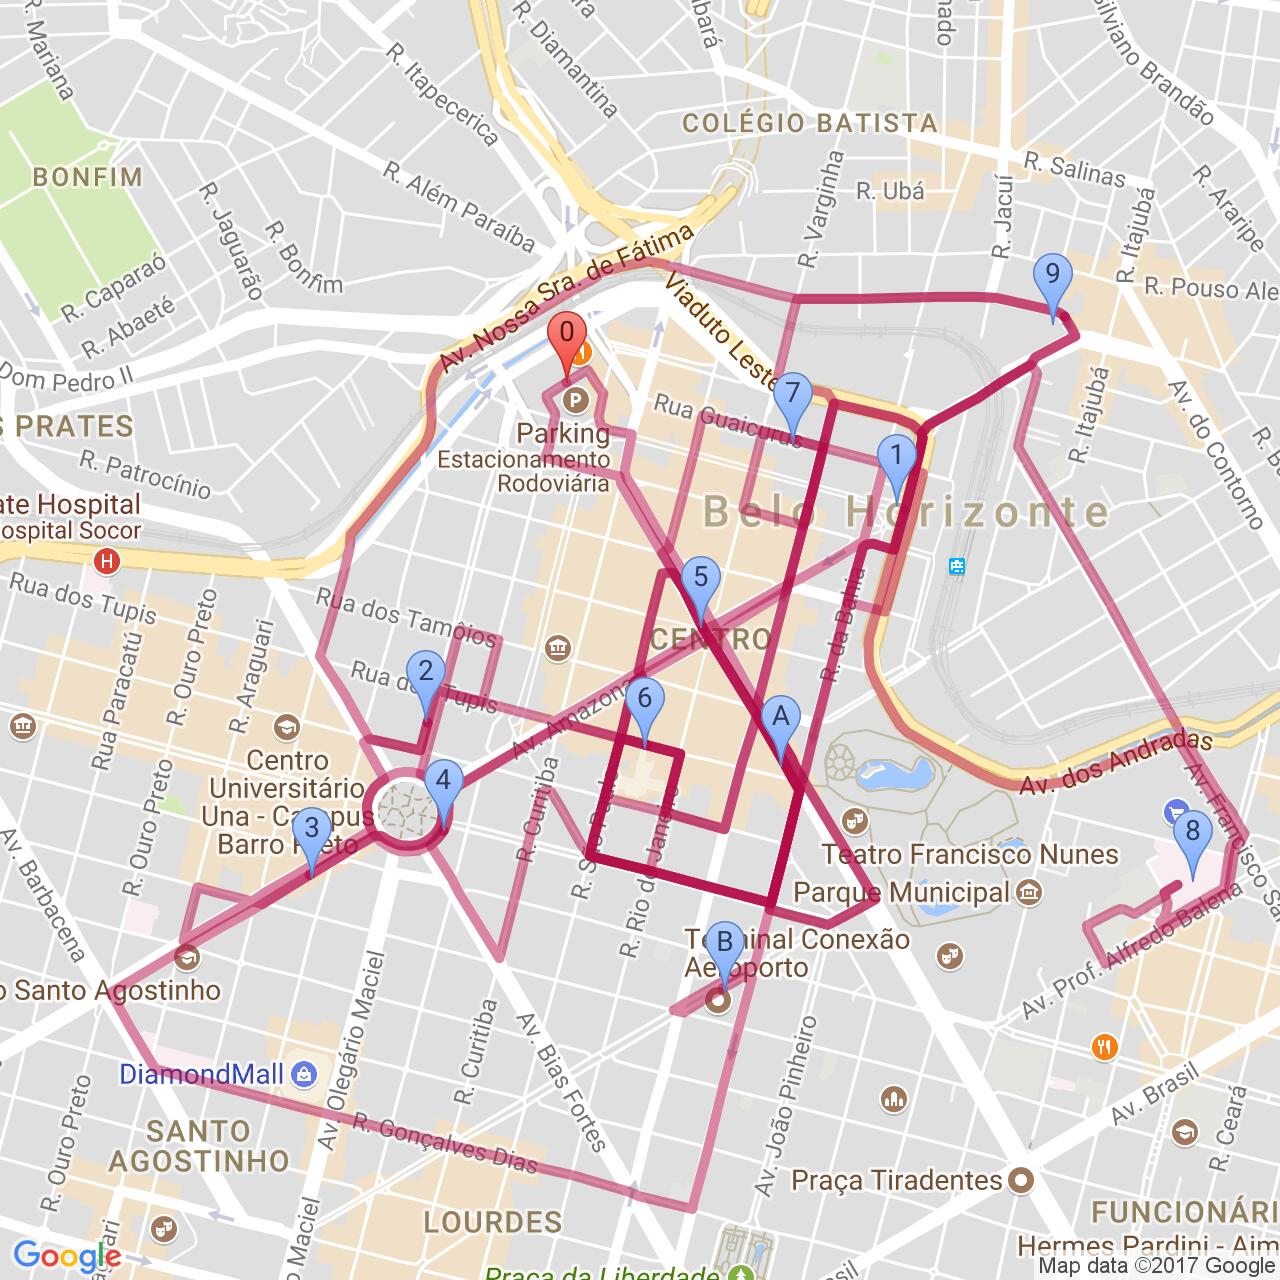 R. Mariana
R. Diamantina
Silviano Brandão
R. Itapecerica
COLÉGIO BATISTA
R. Salinas
BONFIM
R. Além Paraíba
R. Varginha
R. Ubá
R. Jacuí
R. Itajubá
R. Araripe
R. Jaguarão
R. Bonfim
R. Caparaó
R. Abaeté
Av. Nossa Sra. de Fátima
Viaduto Leste
9
R. Pouso Ale
0
Dom Pedro II
7
S PRATES
Rua Guaicurus
R. Itajubá
Av. do Contorno
P
Parking
Estacionamento
Rodoviária
R. Patrocínio
1
ate Hospital
ospital Socor
Belo Horizonte
H
Rua dos Tupis
R. Ouro Preto
R. Araguari
Rua Paracatú
Rua dos Tamôios
5
CENTRO
R. da Bahia
2
Rua dos Tupis
6
A
Av. Amazonas
Av. dos Andradas
Centro
Universitário
Una - Campus
Barro Preto
4
3
R. Ouro Preto
R. Curitiba
R. São Paulo
R. Rio de Janeiro
Av. Barbacena
Teatro Francisco Nunes
Parque Municipal
8
Av. Francisco Sa
Av. Prof. Alfredo Balena
B
Terminal Conexão
Aeroporto
o Santo Agostinho
Av. Olegário Maciel
R. Curitiba
Av. Bias Fortes
DiamondMall
R. Ouro Preto
R. Gonçalves Dias
Av. João Pinheiro
Av. Brasil
R. Ceará
SANTO
AGOSTINHO
Praça Tiradentes
LOURDES
FUNCIONÁRI
Hermes Pardini - Aim
Praça da Liberdade
Google
Map data ©2017 Google